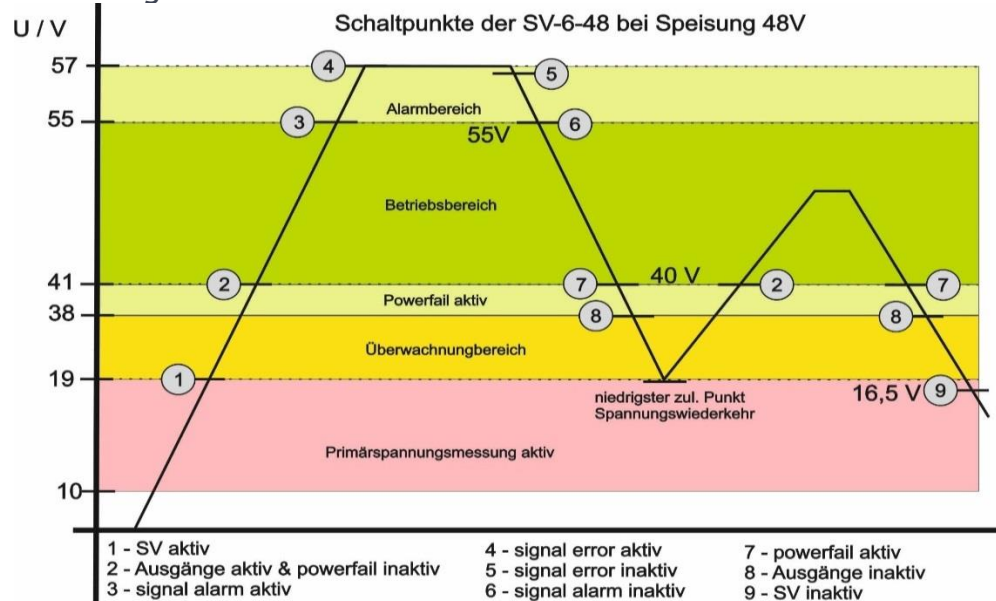 Schaltpunkte der SV-6-48 bei Speisung 48V
U / V
57
4
5
Alarmbereich
55
3
55V
6
Betriebsbereich
41
2
7
40 V
2
7
Powerfail aktiv
38
8
8
Überwachnungbereich
19
1
niedrigster zul. Punkt
Spannungswiederkehr
16,5 V
9
Primärspannungsmessung aktiv
10
1 - SV aktiv
2 - Ausgänge aktiv & powerfail inaktiv
3 - signal alarm aktiv
4 - signal error aktiv
5 - signal error inaktiv
6 - signal alarm inaktiv
7 - powerfail aktiv
8 - Ausgänge inaktiv
9 - SV inaktiv